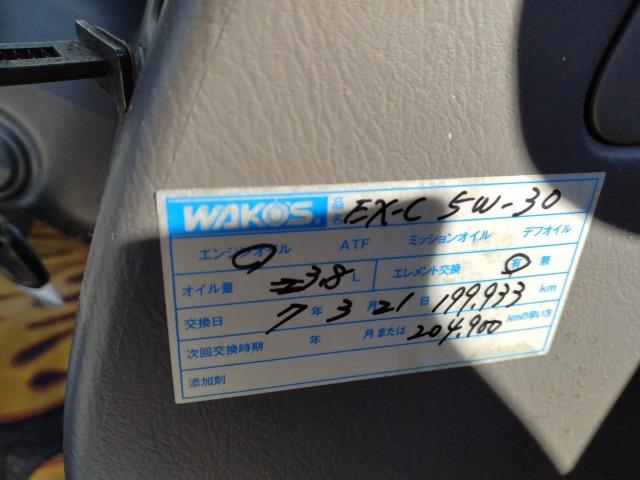 WAKO'S 品名 EX-C 5W-30
エンジンオイル ATF ミッションオイル デフオイル
オイル量 3.8 L エレメント交換 有 無
交換日 7年 3月 21日 199,933 km
次回交換時期 年 月 または 204,900 kmの早い方
添加剤